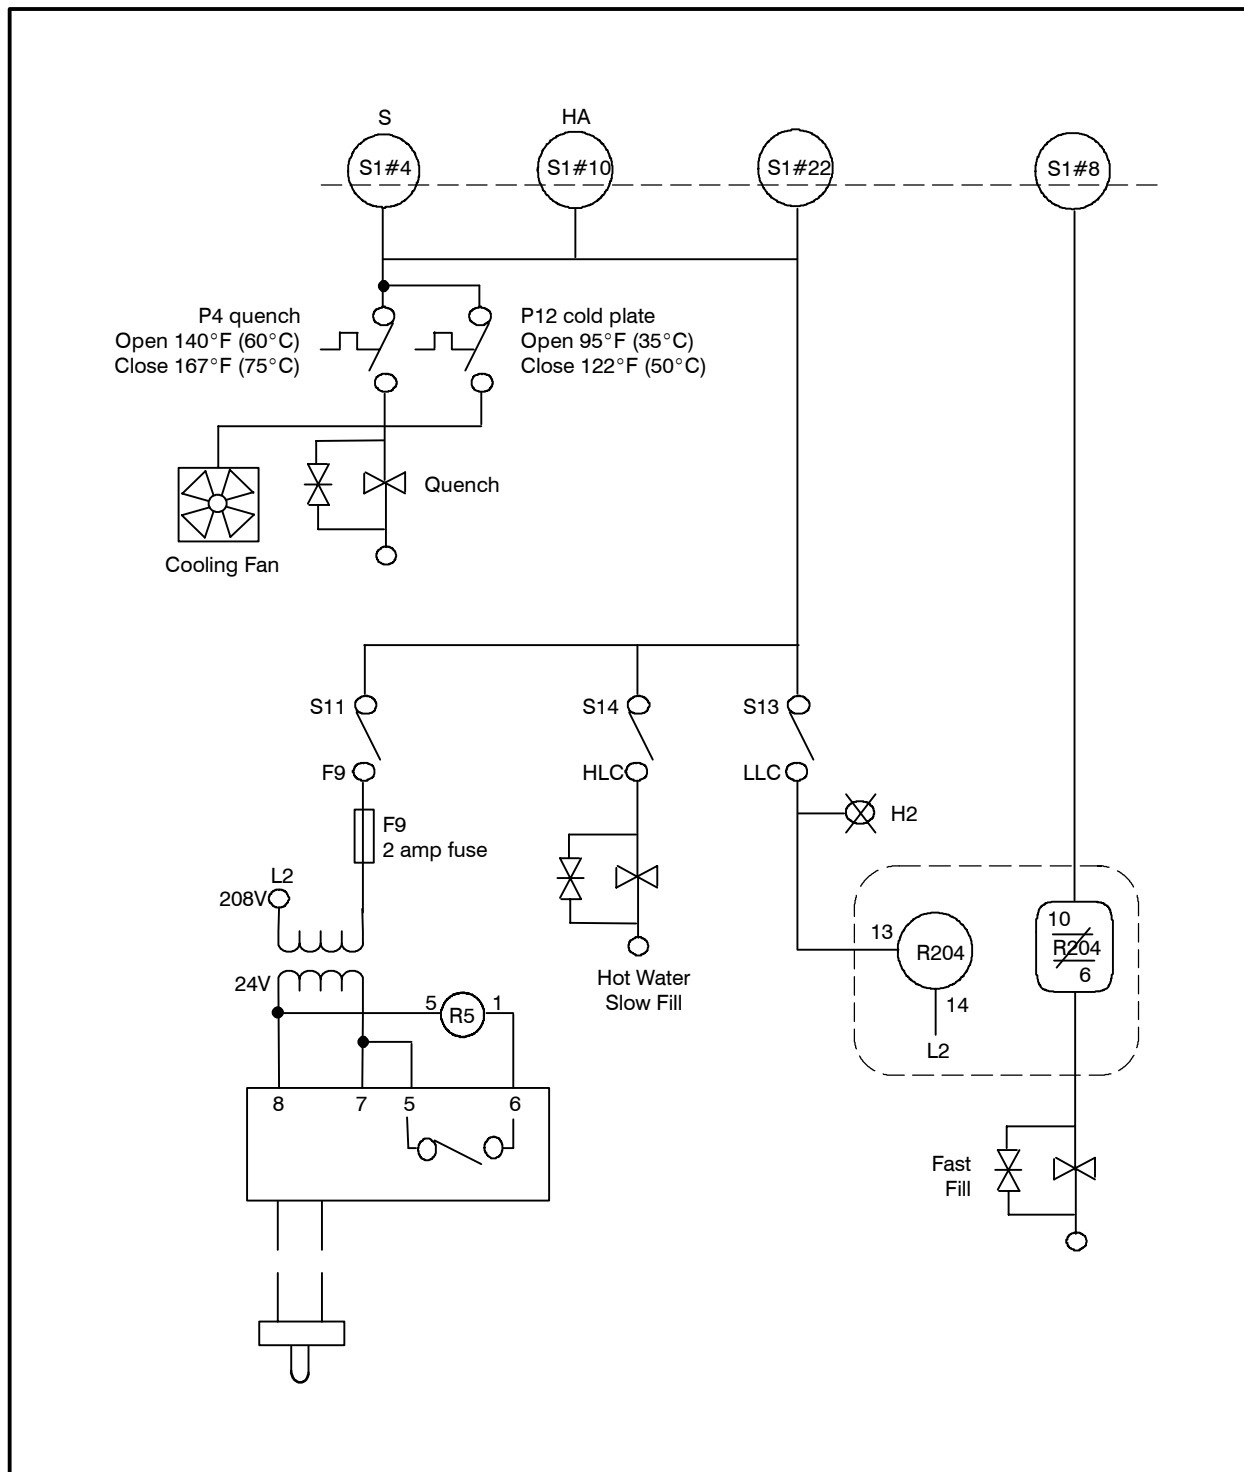 S
HA
S1#4
S1#10
S1#22
S1#8
P4 quench
Open 140°F (60°C)
Close 167°F (75°C)
P12 cold plate
Open 95°F (35°C)
Close 122°F (50°C)
Quench
Cooling Fan
S11
S14
S13
F9
HLC
LLC
H2
F9
2 amp fuse
L2
208V
24V
5
R5
1
Hot Water
Slow Fill
13
R204
14
L2
10
R204
6
8
7
5
6
Fast
Fill